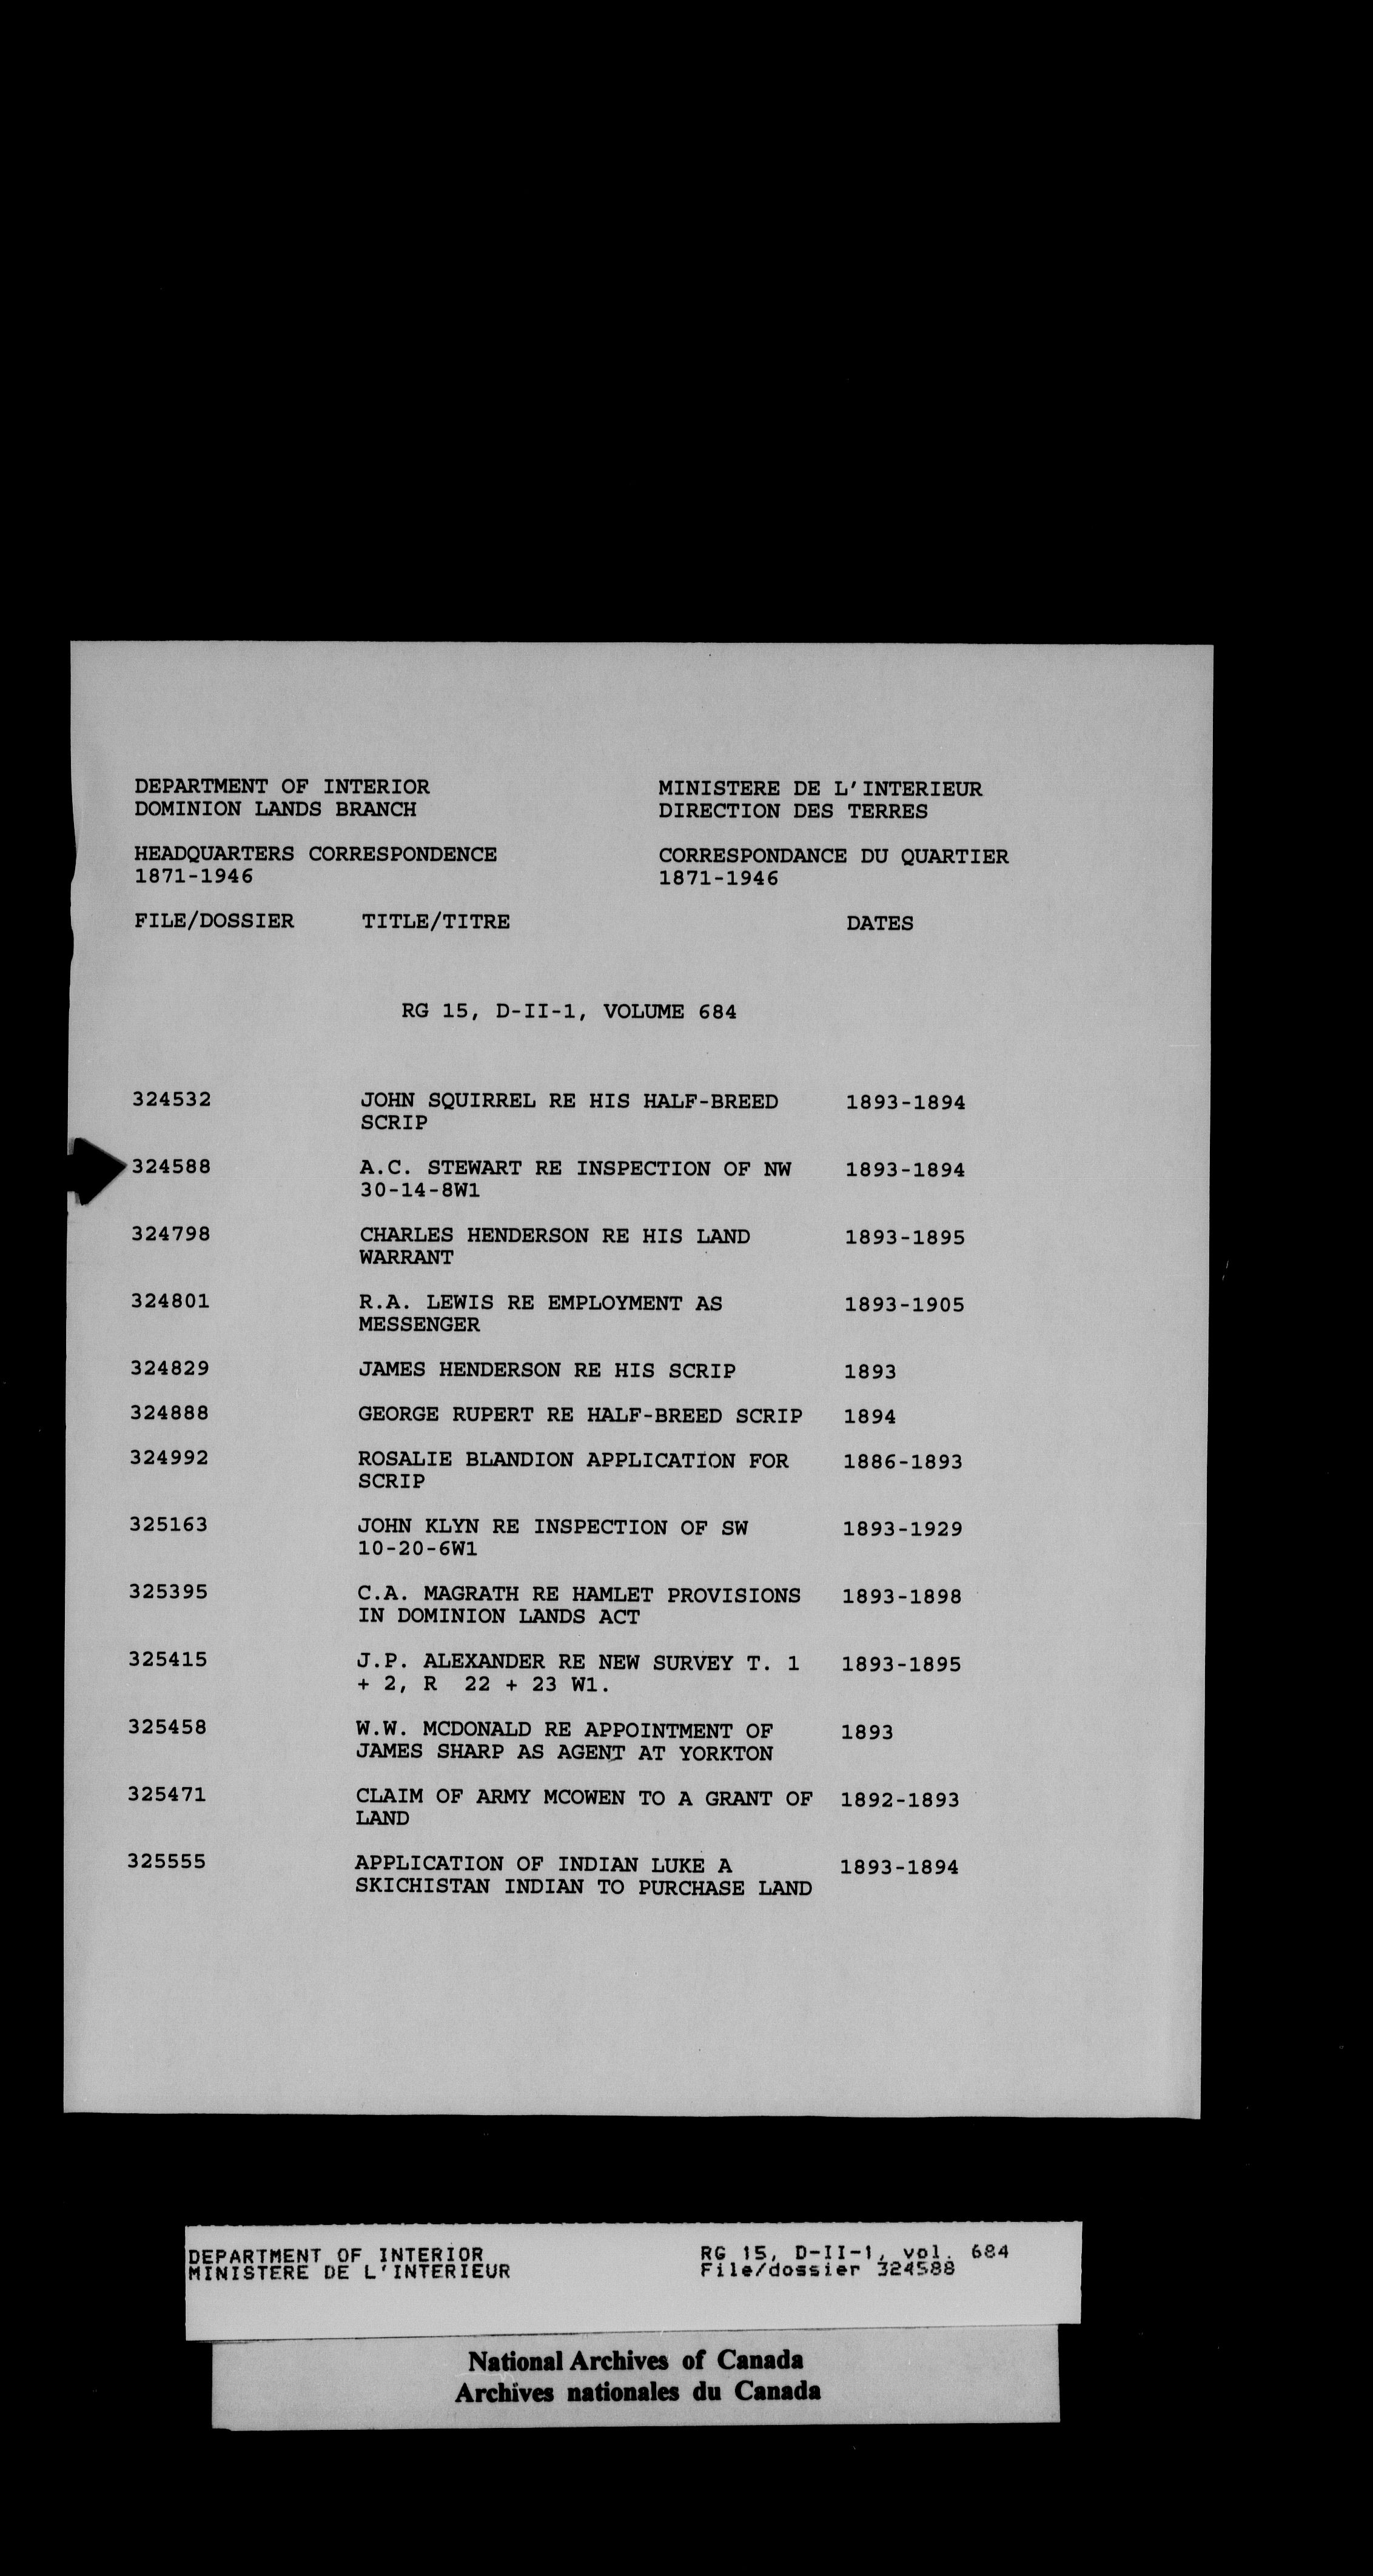 DEPARTMENT OF INTERIOR MINISTERE DE L'INTERIEUR
DOMINION LANDS BRANCH DIRECTION DES TERRES
HEADQUARTERS CORRESPONDENCE CORRESPONDANCE DU QUARTIER
1871-1946 1871-1946
FILE/DOSSIER TITLE/TITRE DATES
RG 15, D-II-1, VOLUME 684
324532 JOHN SQUIRREL RE HIS HALF-BREED 1893-1894
SCRIP
324588 A.C. STEWART RE INSPECTION OF NW 1893-1894
30-14-8W1
324798 CHARLES HENDERSON RE HIS LAND 1893-1895
WARRANT
324801 R.A. LEWIS RE EMPLOYMENT AS 1893-1905
MESSENGER
324829 JAMES HENDERSON RE HIS SCRIP 1893
324888 GEORGE RUPERT RE HALF-BREED SCRIP 1894
324992 ROSALIE BLANDION APPLICATION FOR 1886-1893
SCRIP
325163 JOHN KLYN RE INSPECTION OF SW 1893-1929
10-20-6W1
325395 C.A. MAGRATH RE HAMLET PROVISIONS 1893-1898
IN DOMINION LANDS ACT
325415 J.P. ALEXANDER RE NEW SURVEY T. 1 1893-1895
+ 2, R 22 + 23 W1.
325458 W.W. MCDONALD RE APPOINTMENT OF 1893
JAMES SHARP AS AGENT AT YORKTON
325471 CLAIM OF ARMY MCOWEN TO A GRANT OF 1892-1893
LAND
325555 APPLICATION OF INDIAN LUKE A 1893-1894
SKICHISTAN INDIAN TO PURCHASE LAND
DEPARTMENT OF INTERIOR RG 15, D-II-1, vol. 684
MINISTERE DE L'INTERIEUR File/dossier 324588
National Archives of Canada
Archives nationales du Canada